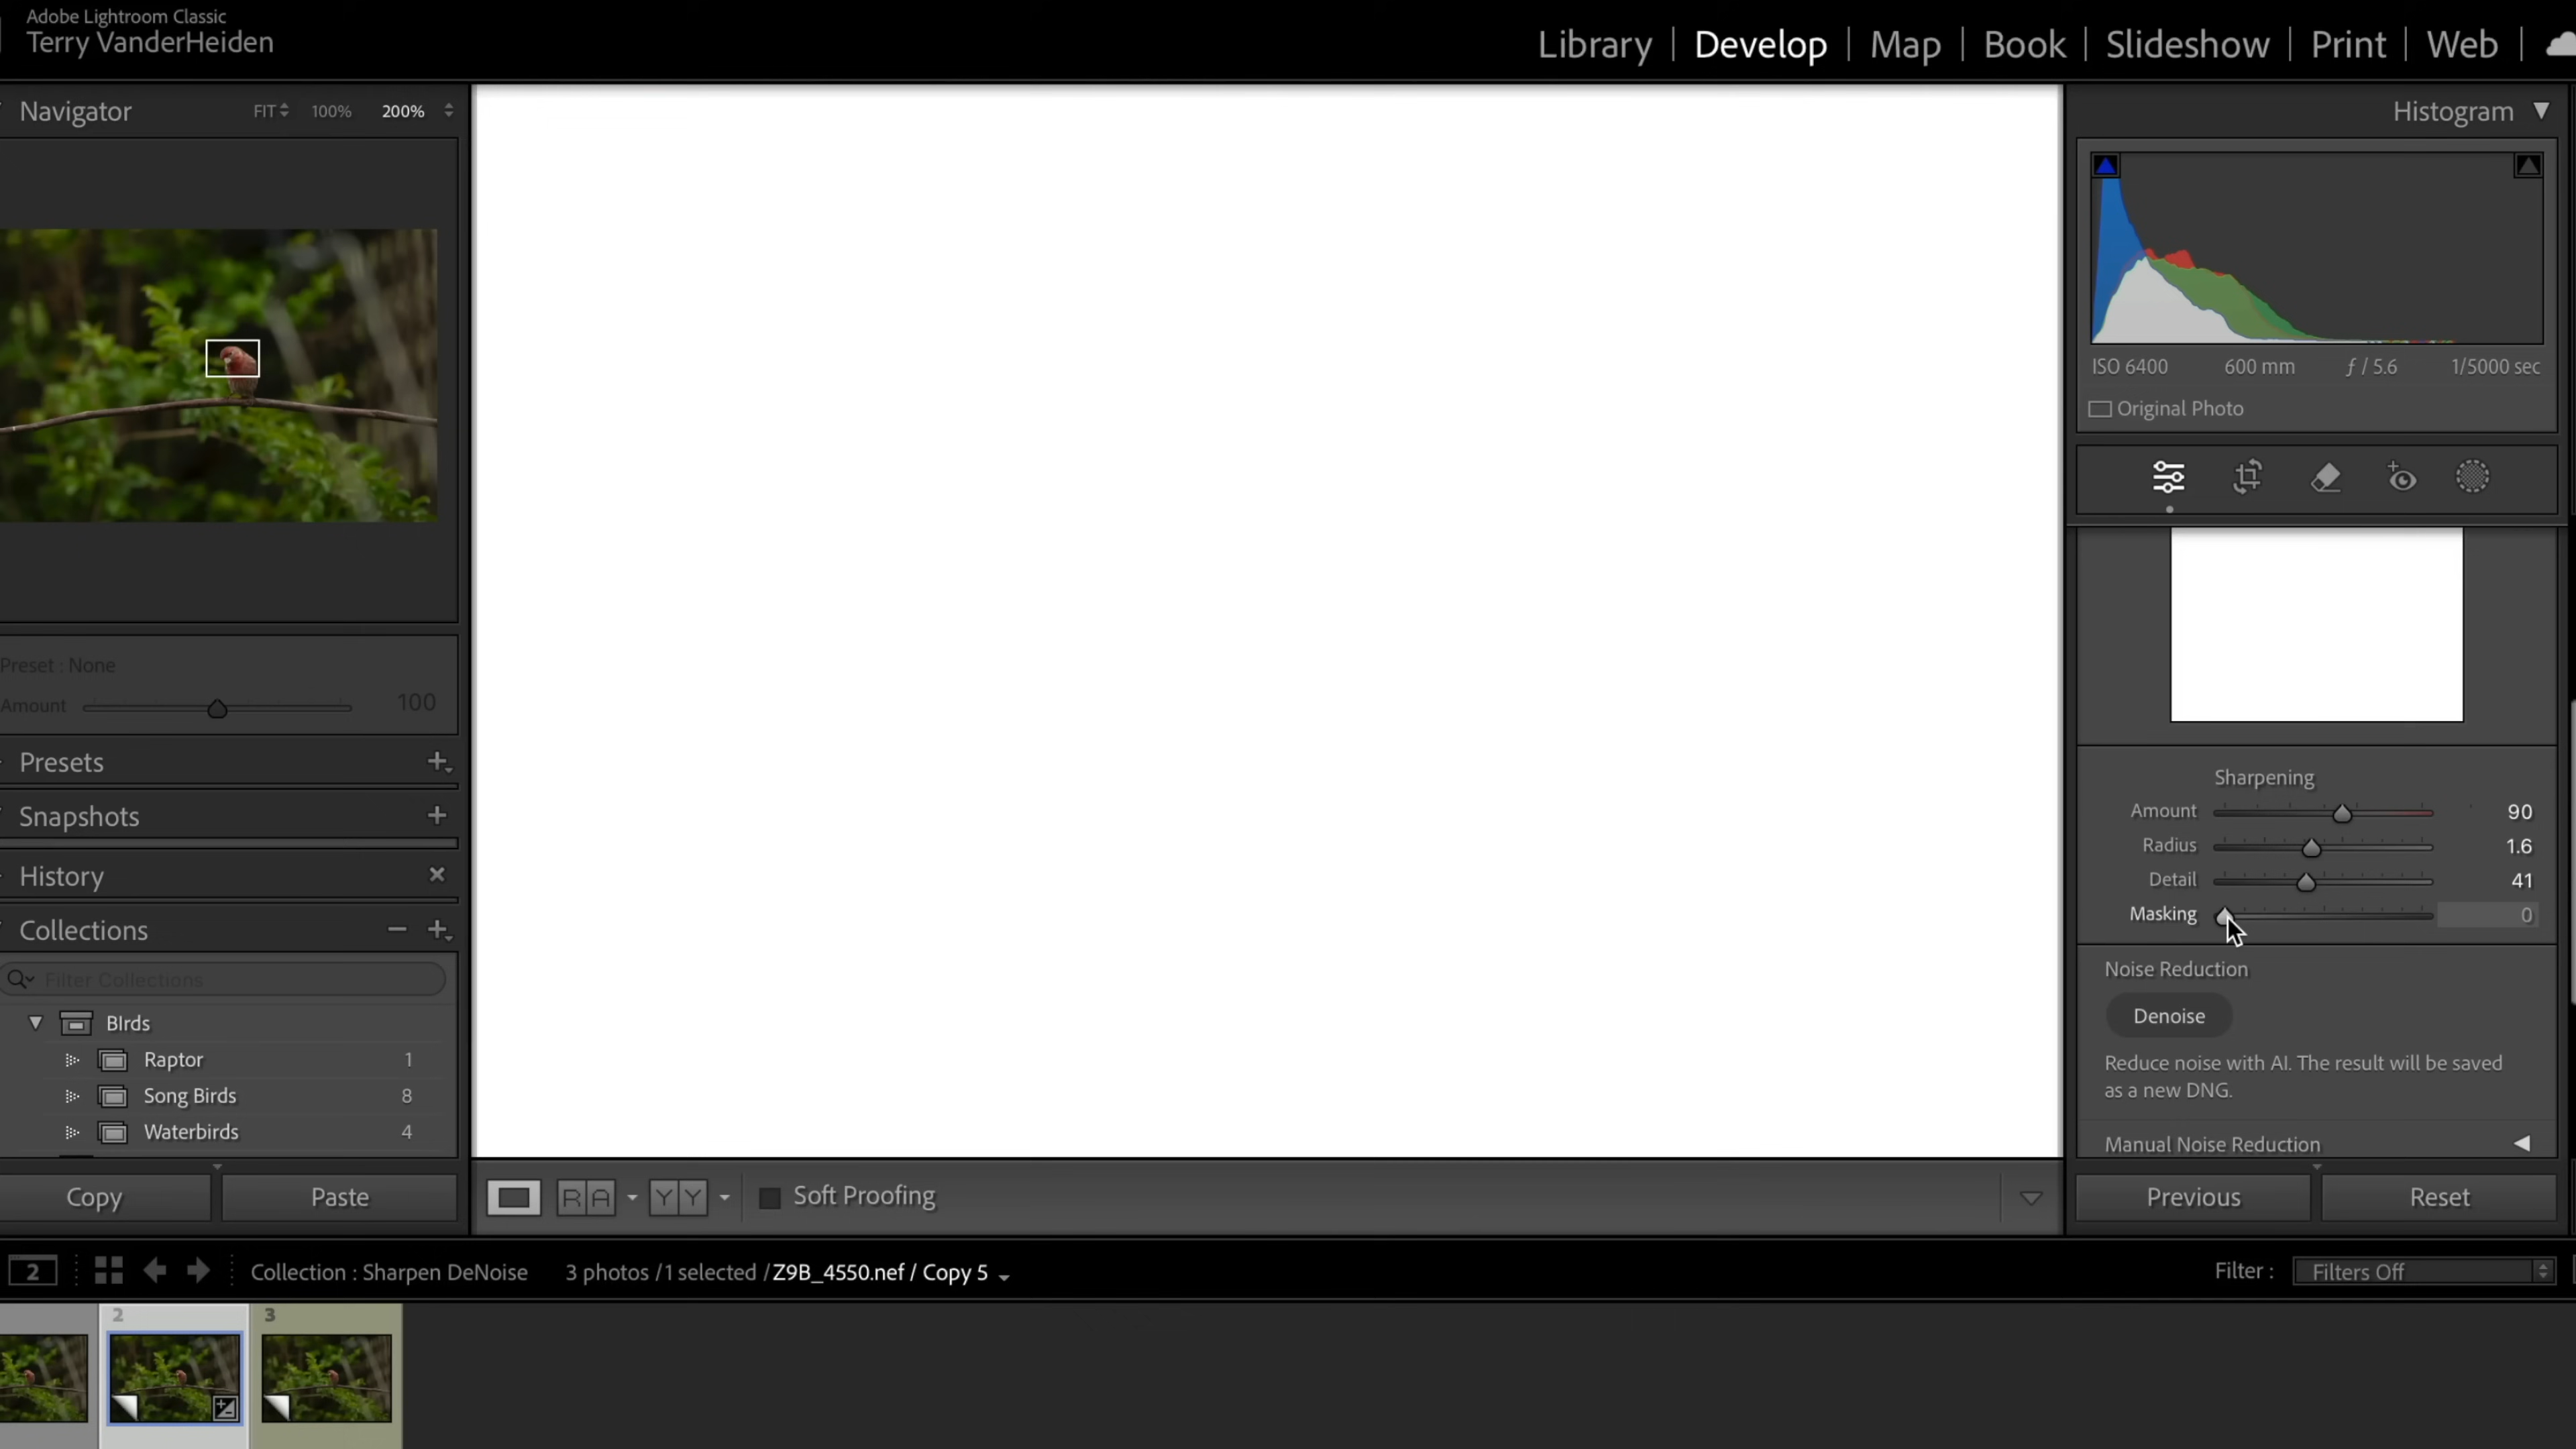 Adobe Lightroom Classic
Terry VanderHeiden
Library | Develop | Map | Book | Slideshow | Print | Web |
Navigator FIT 100% 200%
Histogram
ISO 6400 600 mm ƒ / 5.6 1/5000 sec
Original Photo
Preset : None
Amount 100
Presets
Snapshots
History
Collections
Filter Collections
BIrds
Raptor 1
Song Birds 8
Waterbirds 4
Copy Paste
Sharpening
Amount 90
Radius 1.6
Detail 41
Masking 0
Noise Reduction
Denoise
Reduce noise with AI. The result will be saved
as a new DNG.
Manual Noise Reduction
Previous Reset
R A Y Y Soft Proofing
2 Collection : Sharpen DeNoise 3 photos / 1 selected / Z9B_4550.nef / Copy 5
Filter : Filters Off
2 3